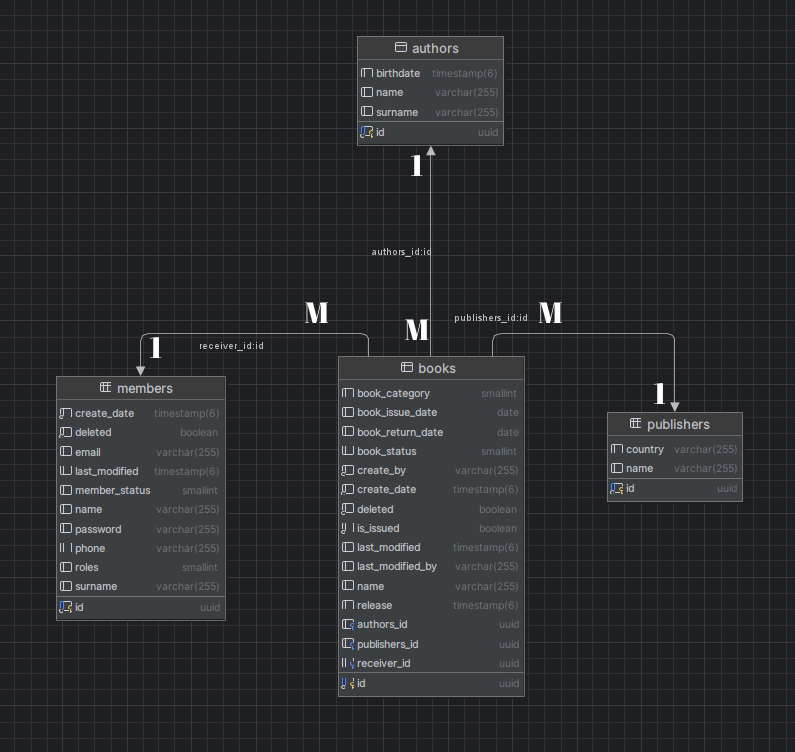 authors
birthdate timestamp(6)
name varchar(255)
surname varchar(255)
id uuid
1
authors_id:id
M
M
publishers_id:id
M
1
receiver_id:id
1
members
create_date timestamp(6)
deleted boolean
email varchar(255)
last_modified timestamp(6)
member_status smallint
name varchar(255)
password varchar(255)
phone varchar(255)
roles smallint
surname varchar(255)
id uuid
books
book_category smallint
book_issue_date date
book_return_date date
book_status smallint
create_by varchar(255)
create_date timestamp(6)
deleted boolean
is_issued boolean
last_modified timestamp(6)
last_modified_by varchar(255)
name varchar(255)
release timestamp(6)
authors_id uuid
publishers_id uuid
receiver_id uuid
id uuid
publishers
country varchar(255)
name varchar(255)
id uuid